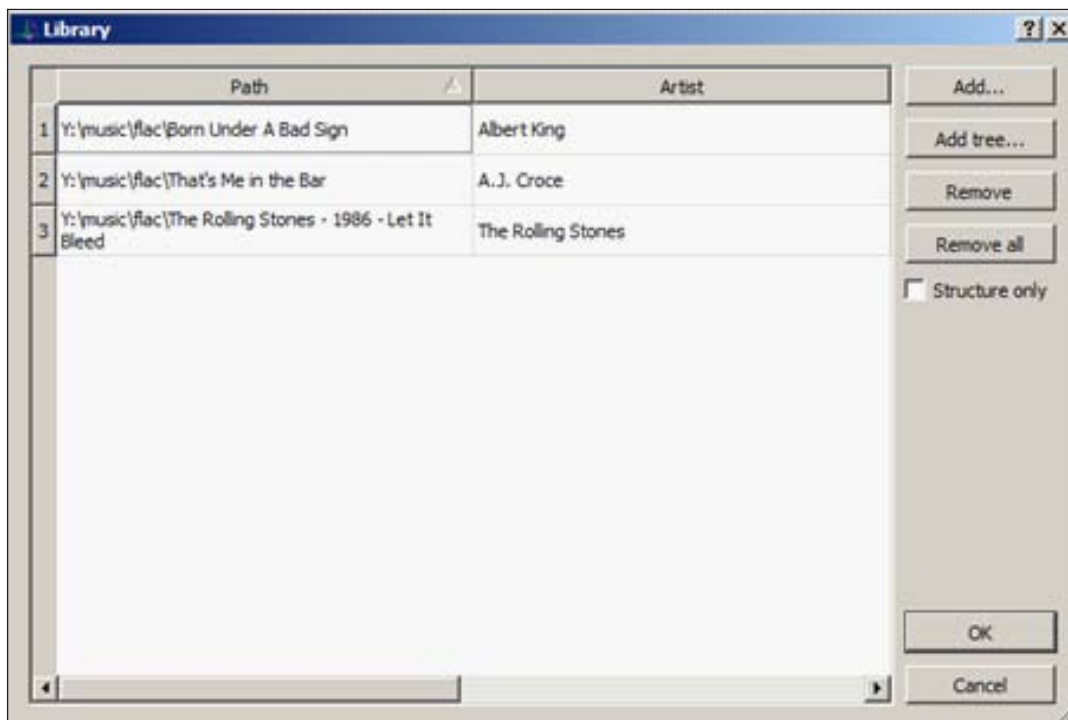 Library
Path Artist
1 Y:\music\flac\Born Under A Bad Sign Albert King
2 Y:\music\flac\That's Me in the Bar A.J. Croce
3 Y:\music\flac\The Rolling Stones - 1986 - Let It
Bleed The Rolling Stones
Add...
Add tree...
Remove
Remove all
Structure only
OK
Cancel